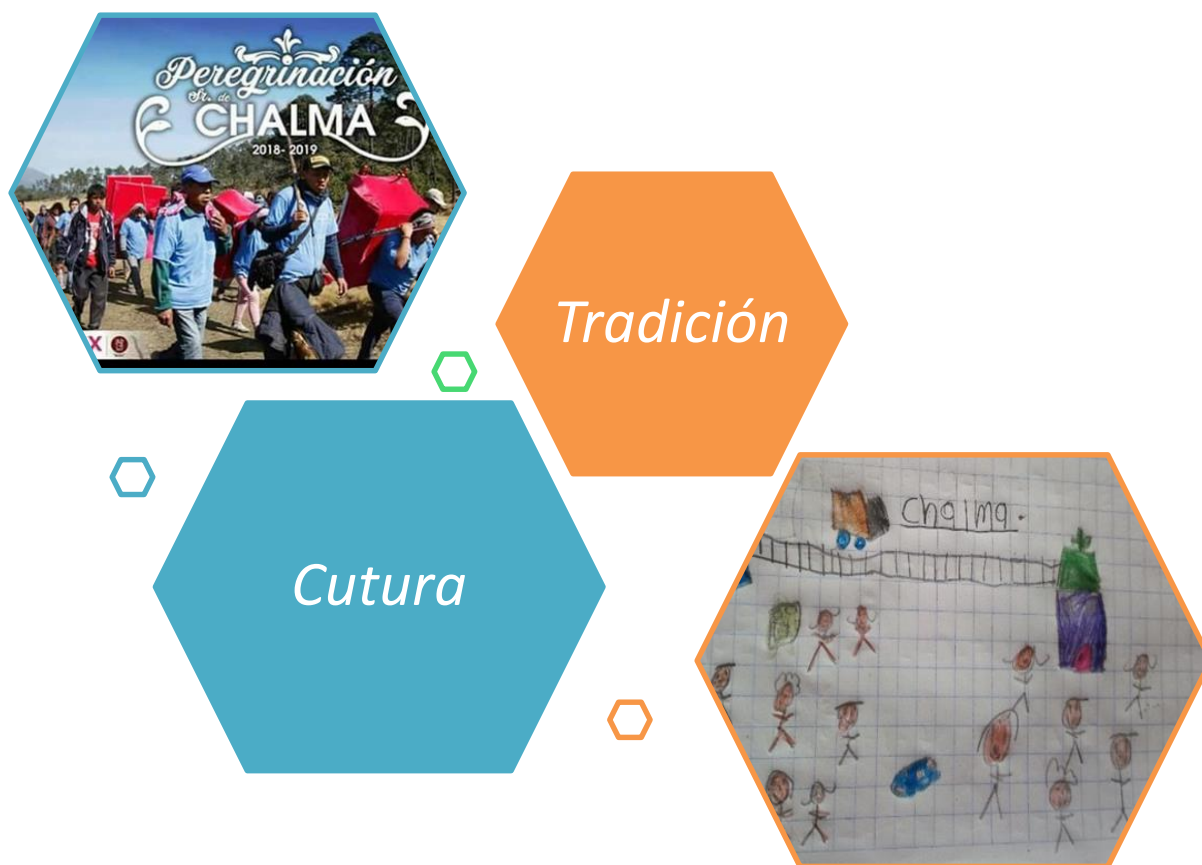 Peregrinación
Sr. de
CHALMA
2018- 2019
X
Tradición
Cutura
Chalma.